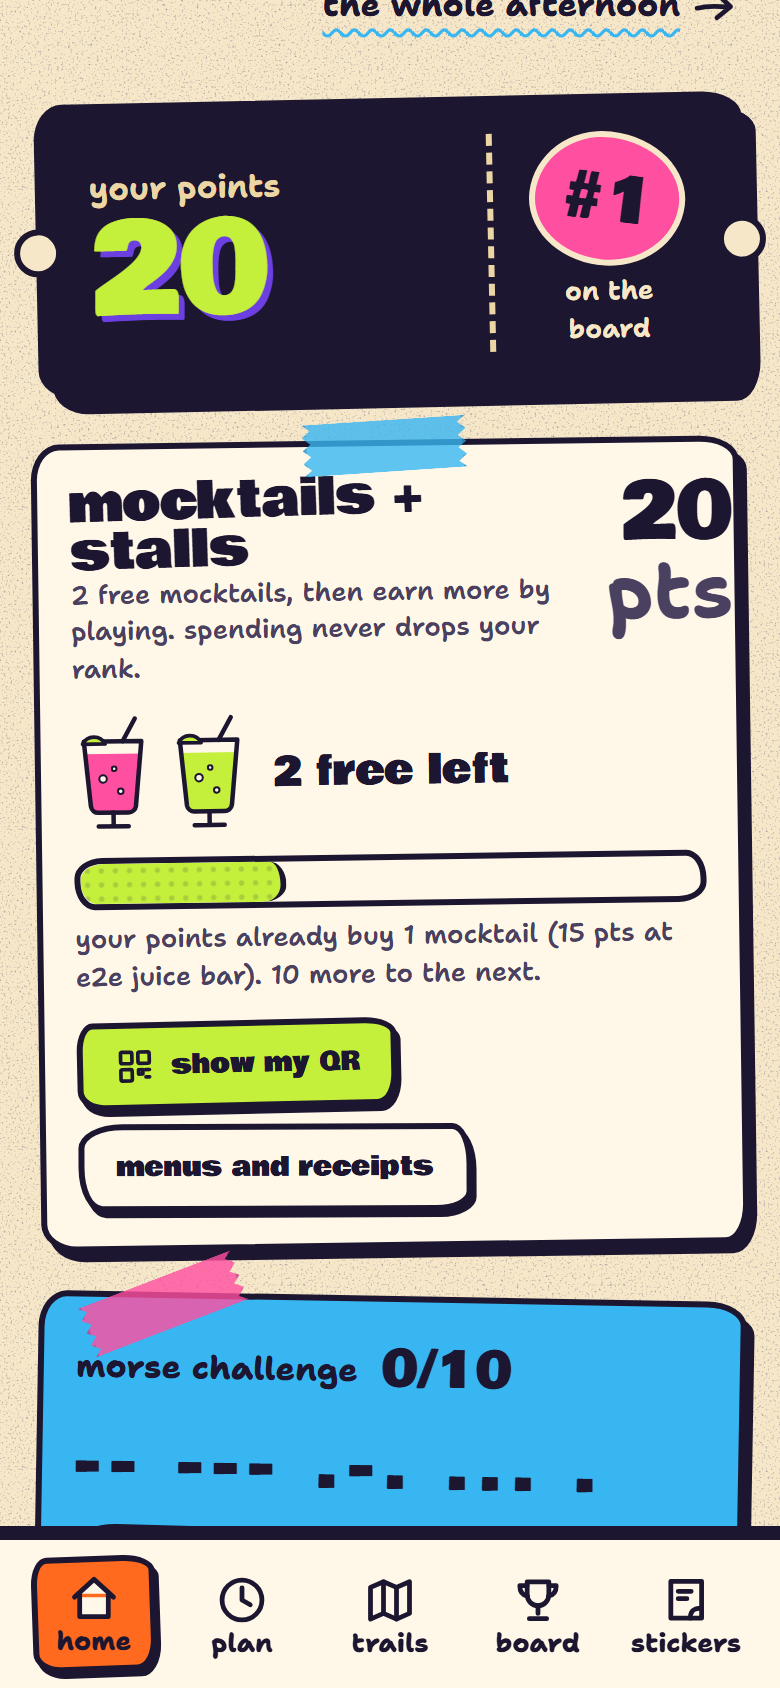 the whole afternoon →
your points
20
#1
on the
board
mocktails +
stalls
20
pts
2 free mocktails, then earn more by
playing. spending never drops your
rank.
2 free left
your points already buy 1 mocktail (15 pts at
e2e juice bar). 10 more to the next.
show my QR
menus and receipts
morse challenge 0/10
-- --- .-. ... .
home
plan
trails
board
stickers